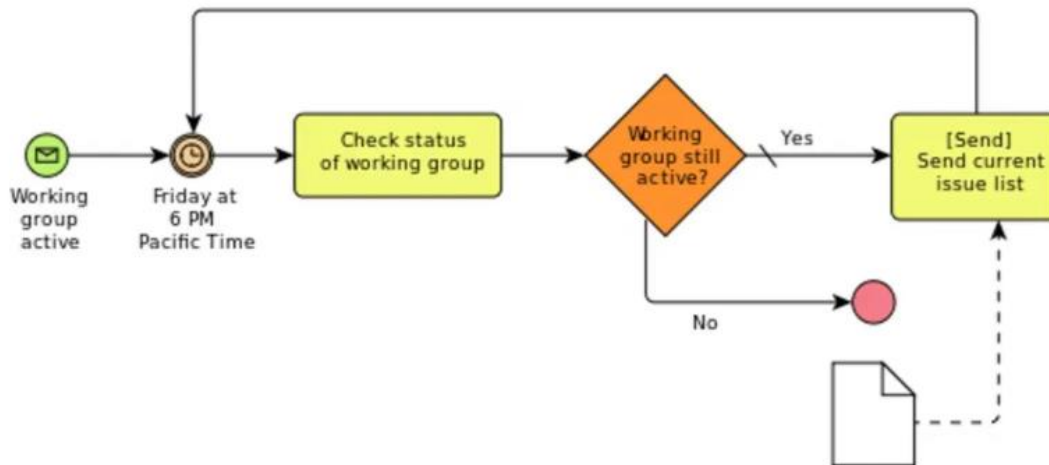 Working
group
active
Friday at
6 PM
Pacific Time
Check status
of working group
Working
group still
active?
Yes
No
[Send]
Send current
issue list